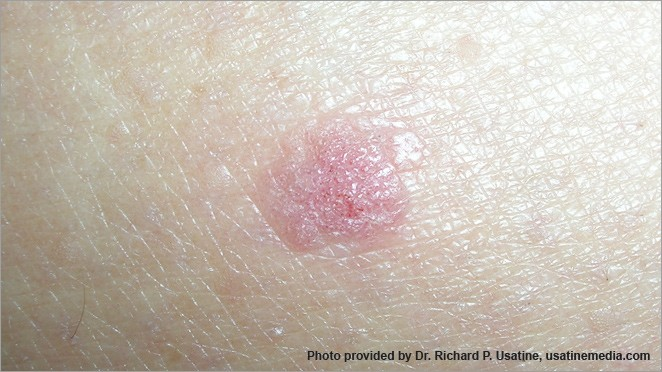 Photo provided by Dr. Richard P. Usatine, usatinemedia.com